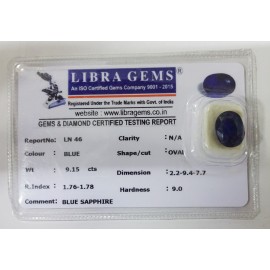 LIBRA GEMS®
An ISO Certified Gems Company 9001 - 2015
Registered Under the Trade Marks with Govt. of India
website : www.libragems.co.in
GEMS & DIAMOND CERTIFIED TESTING REPORT
ReportNo: LN 46 Clarity N/A
Colour BLUE Shape/cut OVAL
Wt 9.15 cts Dimension 2.2-9.4-7.7
R_Index 1.76-1.78 Hardness 9.0
Comment: BLUE SAPPHIRE